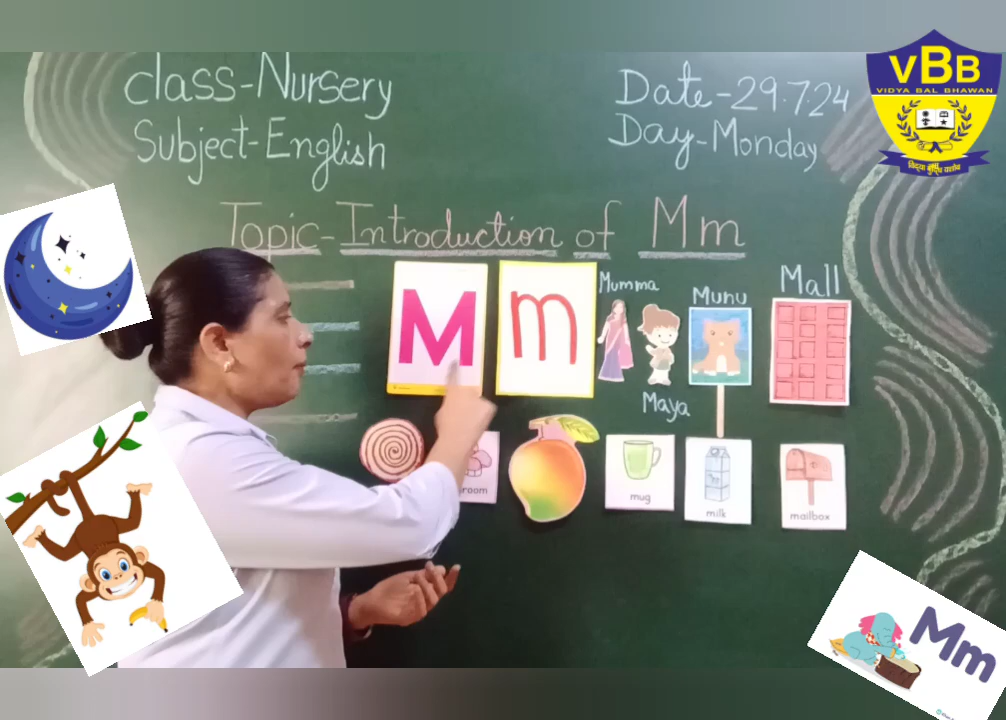 class-Nursery
Subject-English
Date-29.7.24
Day-Monday
VBB
VIDYA BAL BHAWAN
Topic-Introduction of Mm
M
m
Mumma
Maya
Munu
Mall
room
mug
milk
mailbox
Mm